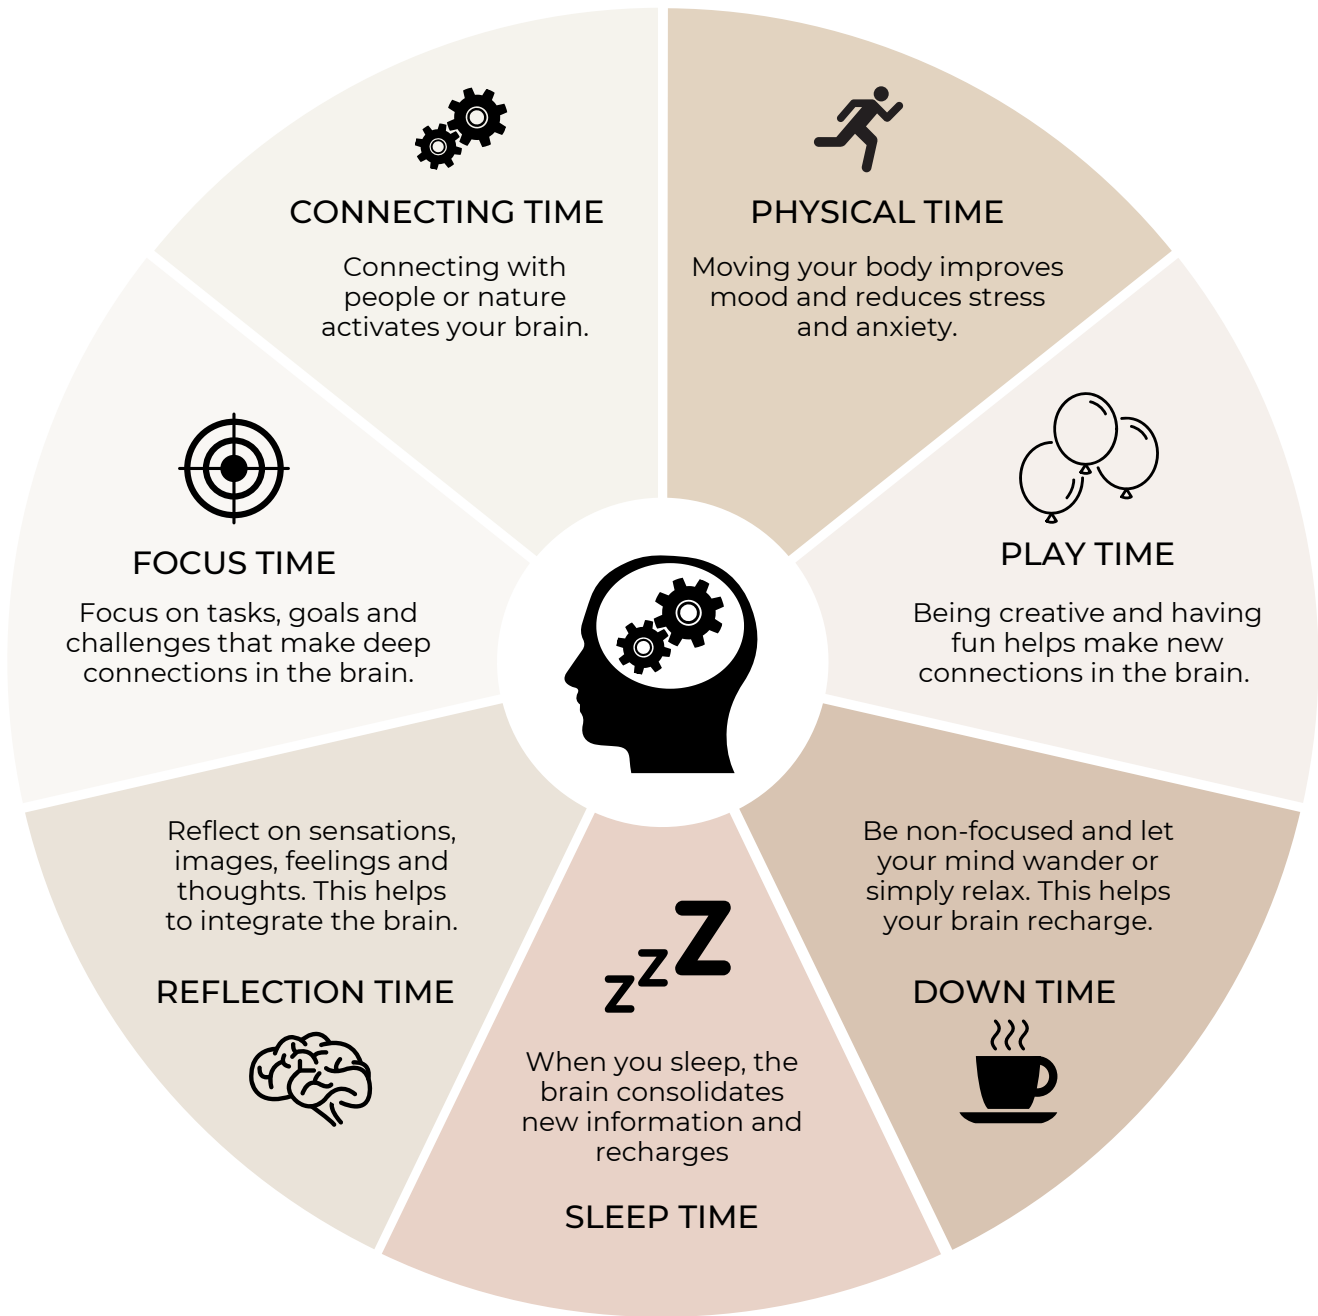 CONNECTING TIME
Connecting with
people or nature
activates your brain.
PHYSICAL TIME
Moving your body improves
mood and reduces stress
and anxiety.
FOCUS TIME
Focus on tasks, goals and
challenges that make deep
connections in the brain.
PLAY TIME
Being creative and having
fun helps make new
connections in the brain.
Reflect on sensations,
images, feelings and
thoughts. This helps
to integrate the brain.
REFLECTION TIME
zzZ
When you sleep, the
brain consolidates
new information and
recharges
SLEEP TIME
Be non-focused and let
your mind wander or
simply relax. This helps
your brain recharge.
DOWN TIME